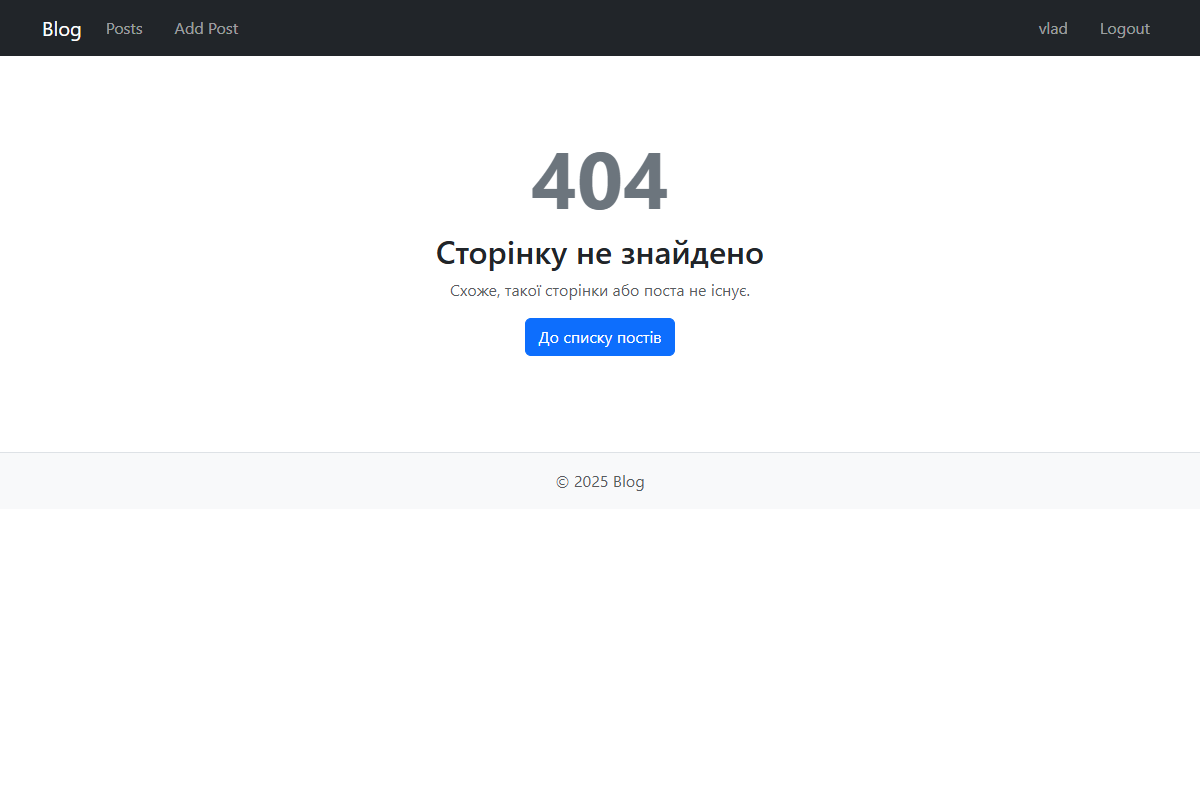 Blog Posts Add Post vlad Logout
404
Сторінку не знайдено
Схоже, такої сторінки або поста не існує.
До списку постів
© 2025 Blog